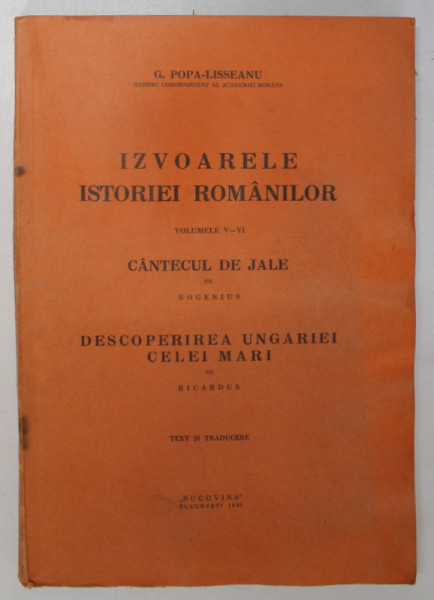 G. POPA-LISSEANU
MEMBRU CORESPONDENT AL ACADEMIEI ROMÂNE
IZVOARELE
ISTORIEI ROMÂNILOR
VOLUMELE V—VI
CÂNTECUL DE JALE
DE
ROGERIUS
DESCOPERIREA UNGARIEI
CELEI MARI
DE
RICARDUS
TEXT ȘI TRADUCERE
„BUCOVINA"
BUCUREȘTI 1935